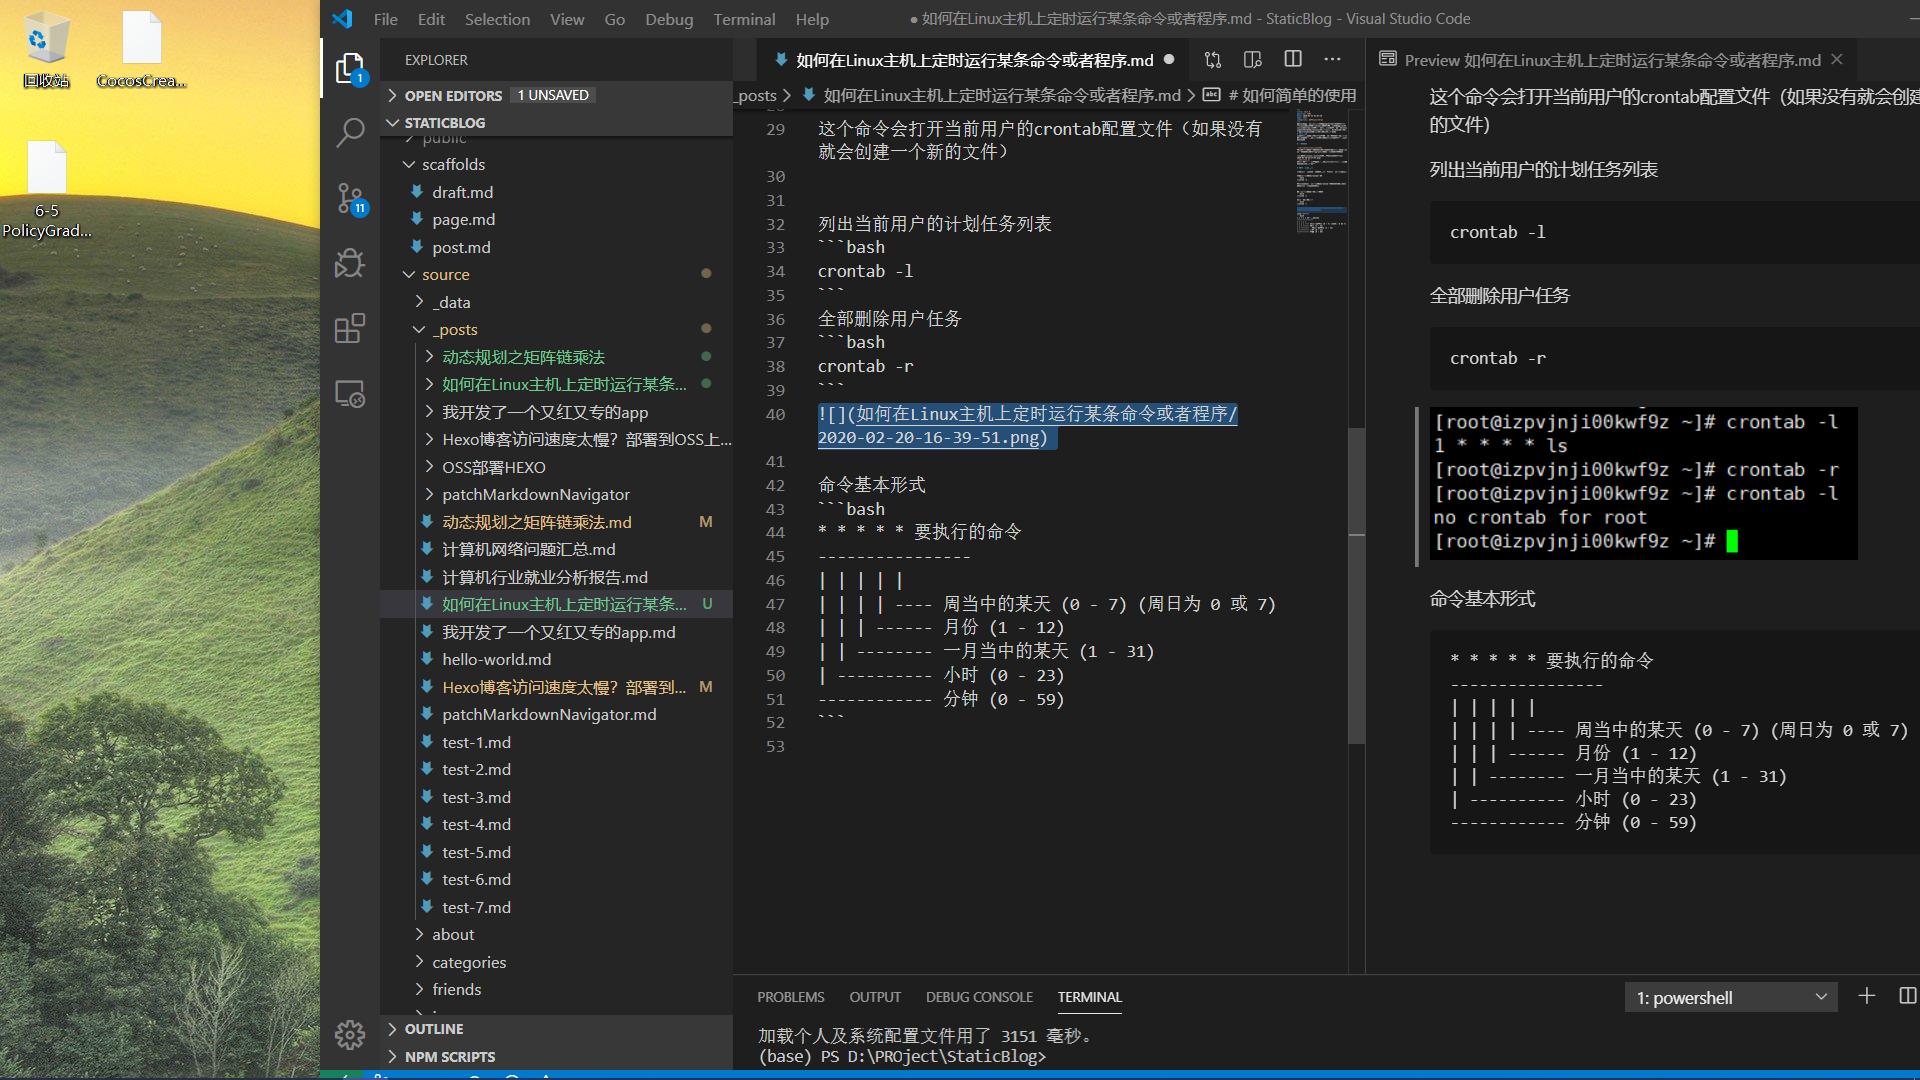 回收站
CocosCrea...
6-5
PolicyGrad...
File Edit Selection View Go Debug Terminal Help
● 如何在Linux主机上定时运行某条命令或者程序.md - StaticBlog - Visual Studio Code
1
11
EXPLORER
OPEN EDITORS 1 UNSAVED
STATICBLOG
public
scaffolds
draft.md
page.md
post.md
source
_data
_posts
动态规划之矩阵链乘法
如何在Linux主机上定时运行某条...
我开发了一个又红又专的app
Hexo博客访问速度太慢？部署到OSS上...
OSS部署HEXO
patchMarkdownNavigator
动态规划之矩阵链乘法.md M
计算机网络问题汇总.md
计算机行业就业分析报告.md
如何在Linux主机上定时运行某条... U
我开发了一个又红又专的app.md
hello-world.md
Hexo博客访问速度太慢？部署到... M
patchMarkdownNavigator.md
test-1.md
test-2.md
test-3.md
test-4.md
test-5.md
test-6.md
test-7.md
about
categories
friends
OUTLINE
NPM SCRIPTS
如何在Linux主机上定时运行某条命令或者程序.md
_posts > 如何在Linux主机上定时运行某条命令或者程序.md > # 如何简单的使用
29 这个命令会打开当前用户的crontab配置文件（如果没有
就会创建一个新的文件）
30
31
32 列出当前用户的计划任务列表
33 ```bash
34 crontab -l
35 ```
36 全部删除用户任务
37 ```bash
38 crontab -r
39 ```
40 ![](如何在Linux主机上定时运行某条命令或者程序/
2020-02-20-16-39-51.png)
41
42 命令基本形式
43 ```bash
44 * * * * * 要执行的命令
45 ----------------
46 | | | | |
47 | | | | ---- 周当中的某天 (0 - 7) (周日为 0 或 7)
48 | | | ------ 月份 (1 - 12)
49 | | -------- 一月当中的某天 (1 - 31)
50 | ---------- 小时 (0 - 23)
51 ------------ 分钟 (0 - 59)
52 ```
53
Preview 如何在Linux主机上定时运行某条命令或者程序.md
这个命令会打开当前用户的crontab配置文件（如果没有就会创建
的文件)
列出当前用户的计划任务列表
crontab -l
全部删除用户任务
crontab -r
[root@izpvjnji00kwf9z ~]# crontab -l
1 * * * * ls
[root@izpvjnji00kwf9z ~]# crontab -r
[root@izpvjnji00kwf9z ~]# crontab -l
no crontab for root
[root@izpvjnji00kwf9z ~]#
命令基本形式
* * * * * 要执行的命令
----------------
| | | | |
| | | | ---- 周当中的某天 (0 - 7) (周日为 0 或 7)
| | | ------ 月份 (1 - 12)
| | -------- 一月当中的某天 (1 - 31)
| ---------- 小时 (0 - 23)
------------ 分钟 (0 - 59)
PROBLEMS OUTPUT DEBUG CONSOLE TERMINAL
1: powershell
加载个人及系统配置文件用了 3151 毫秒。
(base) PS D:\PROject\StaticBlog>